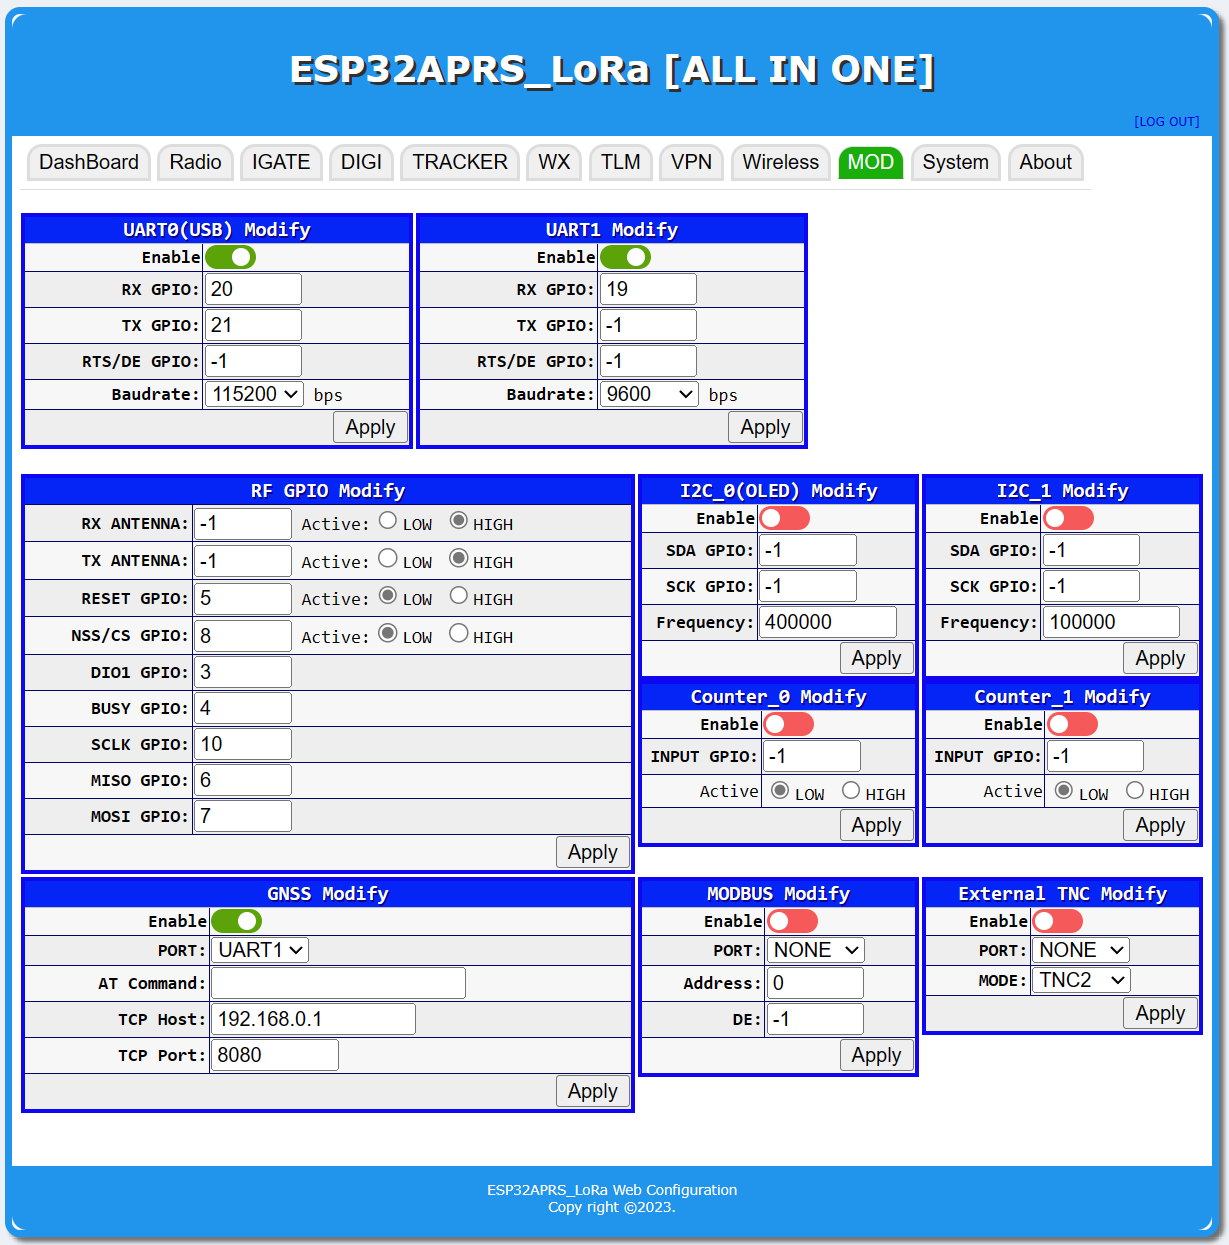 ESP32APRS_LoRa [ALL IN ONE]
[LOG OUT]
DashBoard Radio IGATE DIGI TRACKER WX TLM VPN Wireless MOD System About
UART0(USB) Modify
Enable
RX GPIO: 20
TX GPIO: 21
RTS/DE GPIO: -1
Baudrate: 115200 bps
Apply
UART1 Modify
Enable
RX GPIO: 19
TX GPIO: -1
RTS/DE GPIO: -1
Baudrate: 9600 bps
Apply
RF GPIO Modify
RX ANTENNA: -1 Active: LOW HIGH
TX ANTENNA: -1 Active: LOW HIGH
RESET GPIO: 5 Active: LOW HIGH
NSS/CS GPIO: 8 Active: LOW HIGH
DIO1 GPIO: 3
BUSY GPIO: 4
SCLK GPIO: 10
MISO GPIO: 6
MOSI GPIO: 7
Apply
I2C_0(OLED) Modify
Enable
SDA GPIO: -1
SCK GPIO: -1
Frequency: 400000
Apply
I2C_1 Modify
Enable
SDA GPIO: -1
SCK GPIO: -1
Frequency: 100000
Apply
Counter_0 Modify
Enable
INPUT GPIO: -1
Active LOW HIGH
Apply
Counter_1 Modify
Enable
INPUT GPIO: -1
Active LOW HIGH
Apply
GNSS Modify
Enable
PORT: UART1
AT Command:
TCP Host: 192.168.0.1
TCP Port: 8080
Apply
MODBUS Modify
Enable
PORT: NONE
Address: 0
DE: -1
Apply
External TNC Modify
Enable
PORT: NONE
MODE: TNC2
Apply
ESP32APRS_LoRa Web Configuration
Copy right ©2023.